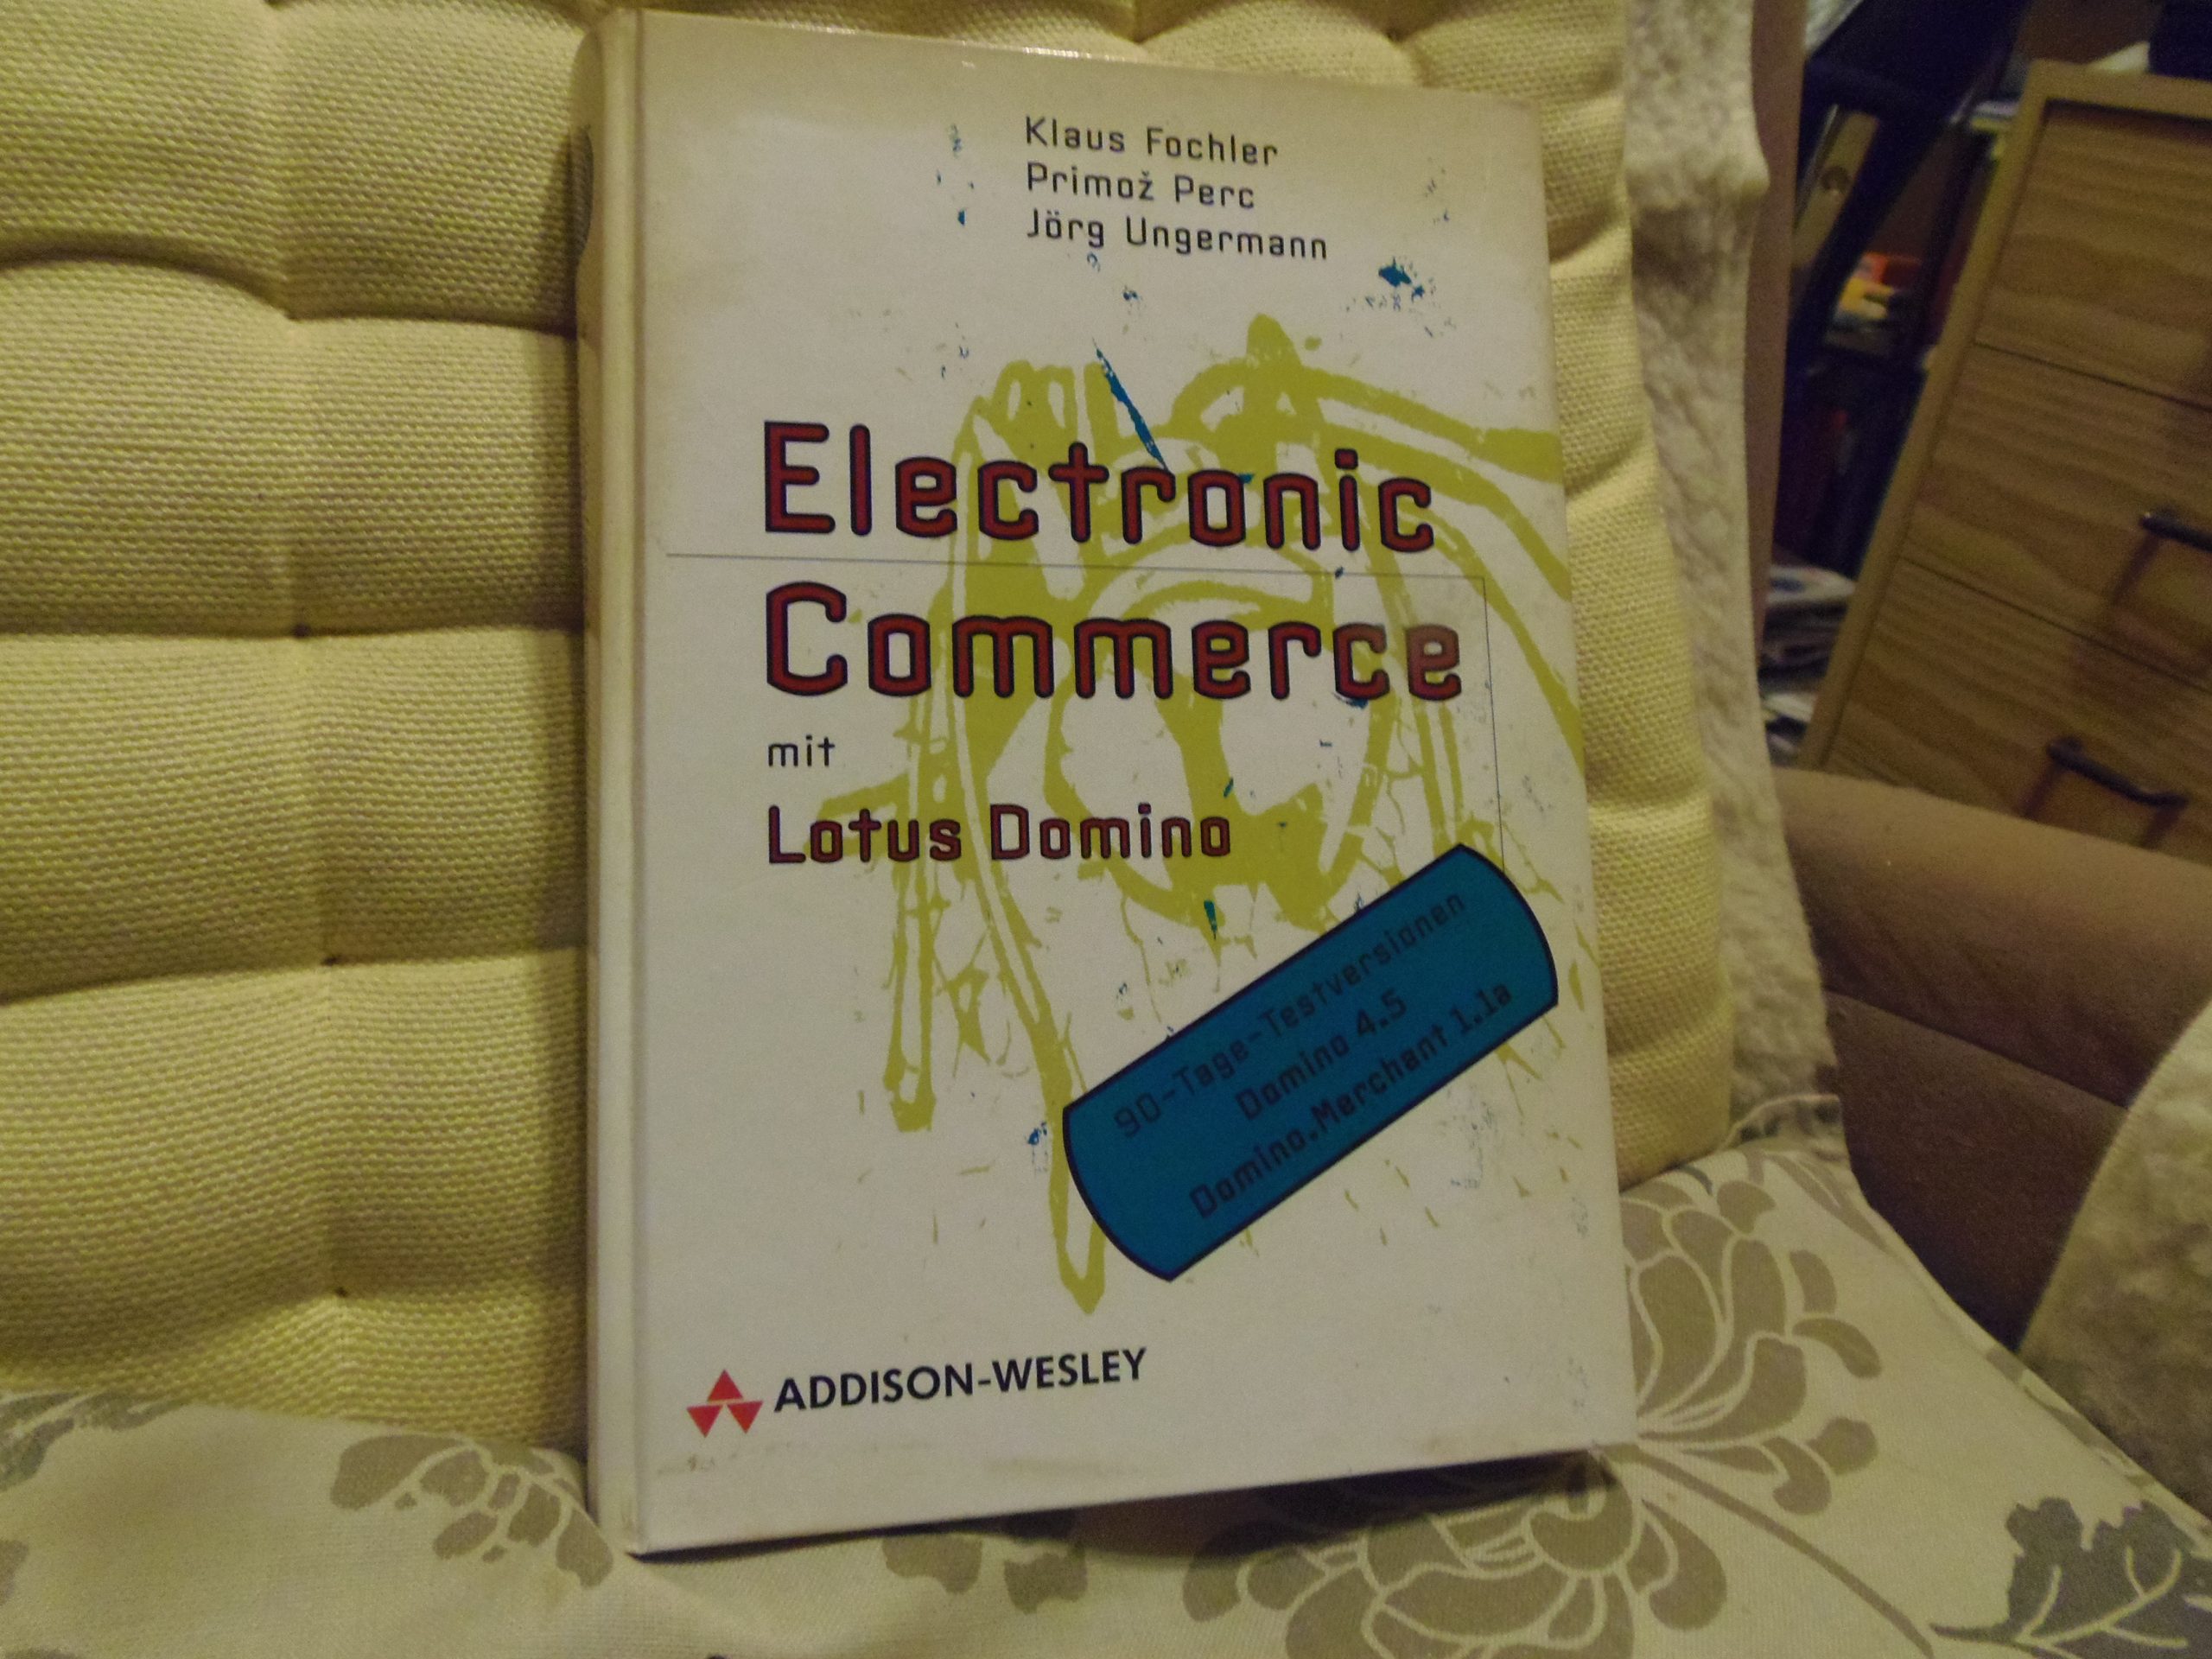 Klaus Fochler
Primož Perc
Jörg Ungermann
Electronic
Commerce
mit
Lotus Domino
90-Tage-Testversionen
Domino 4.5
Domino.Merchant 1.1a
ADDISON-WESLEY